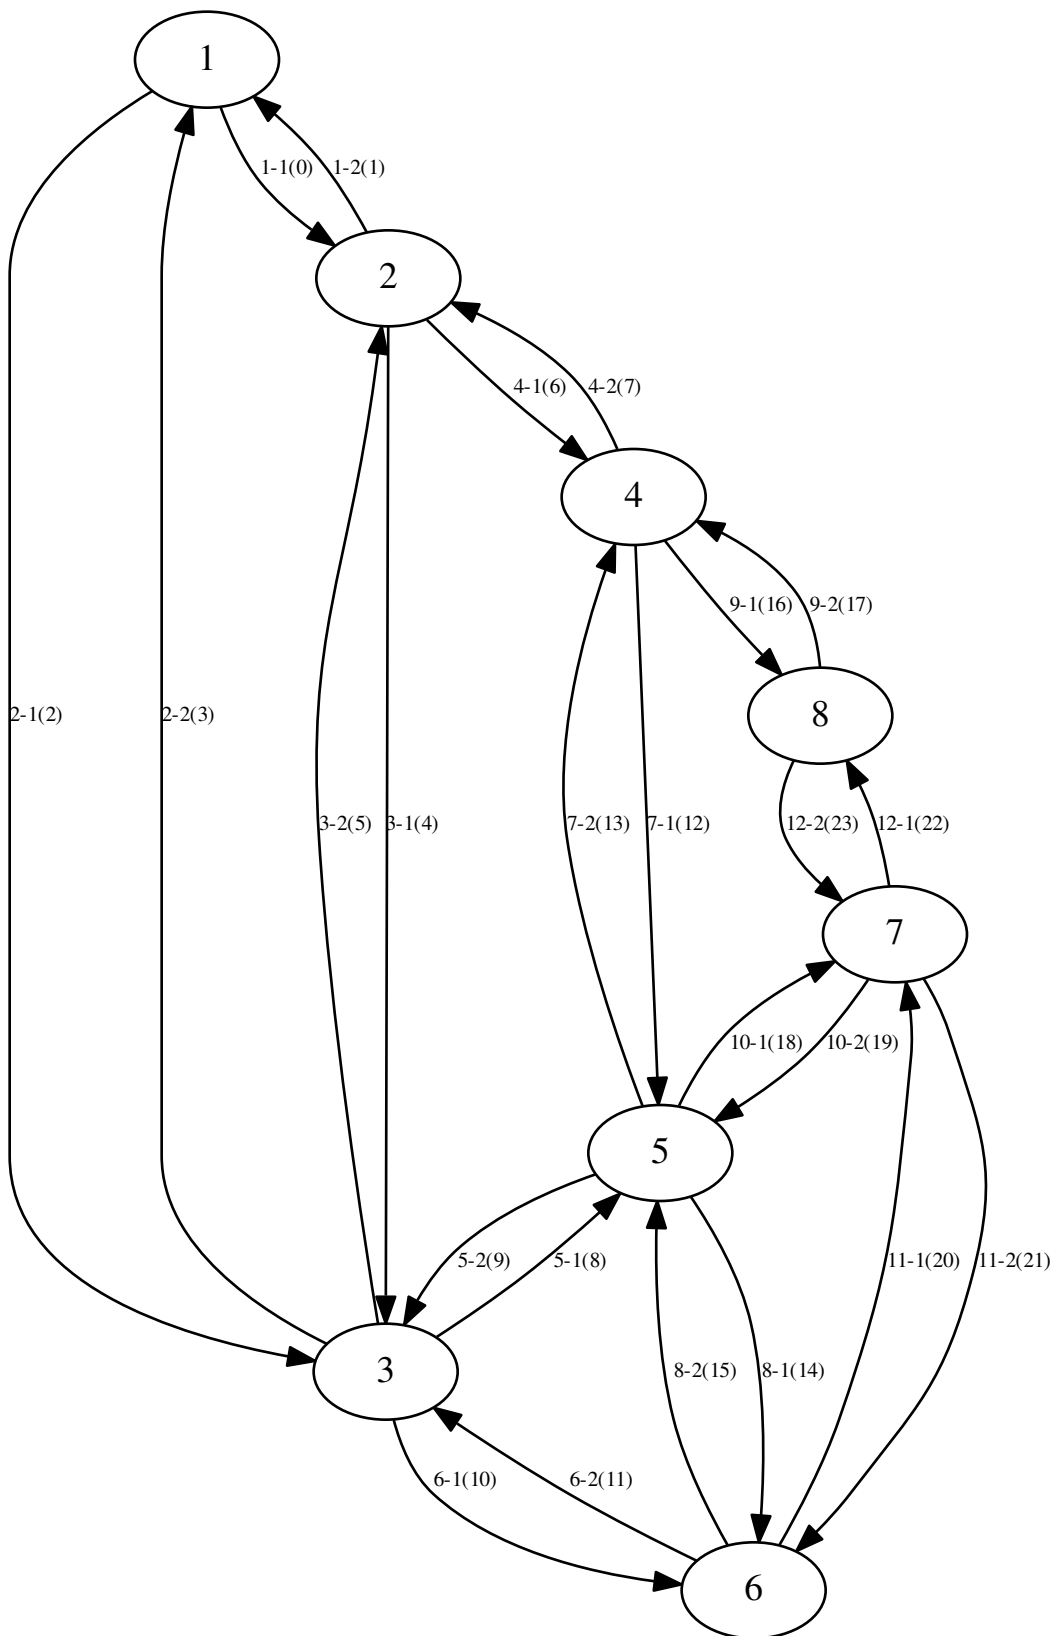 1
1-1(0) 1-2(1)
2
4-1(6) 4-2(7)
4
9-1(16) 9-2(17)
2-1(2) 2-2(3) 8
3-2(5) 3-1(4) 7-2(13) 7-1(12) 12-2(23) 12-1(22)
7
10-1(18) 10-2(19)
5
5-2(9) 5-1(8) 11-1(20) 11-2(21)
3 8-2(15) 8-1(14)
6-1(10) 6-2(11)
6